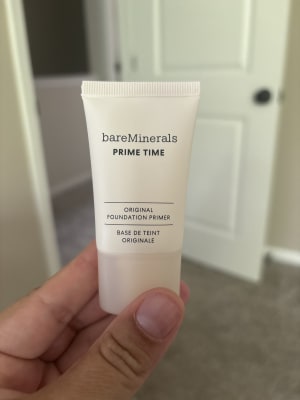 bareMinerals
PRIME TIME
ORIGINAL
FOUNDATION PRIMER
BASE DE TEINT
ORIGINALE